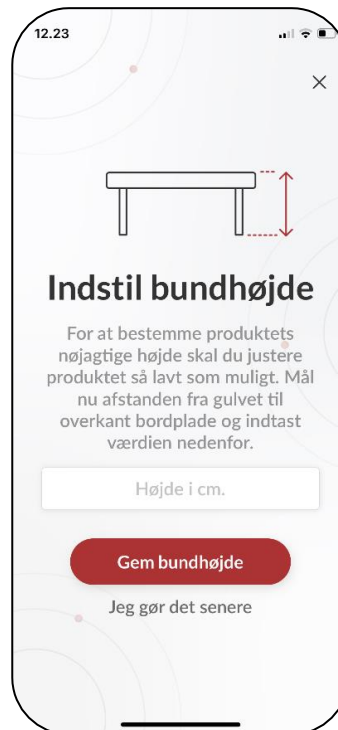 12.23
Indstil bundhøjde
For at bestemme produktets
nøjagtige højde skal du justere
produktet så lavt som muligt. Mål
nu afstanden fra gulvet til
overkant bordplade og indtast
værdien nedenfor.
Højde i cm.
Gem bundhøjde
Jeg gør det senere